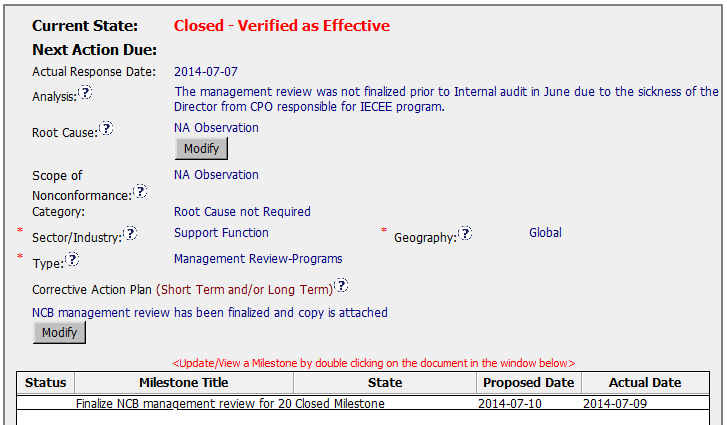 Current State: Closed - Verified as Effective
Next Action Due:
Actual Response Date: 2014-07-07
Analysis:? The management review was not finalized prior to Internal audit in June due to the sickness of the
Director from CPO responsible for IECEE program.
Root Cause:? NA Observation
Modify
Scope of NA Observation
Nonconformance:?
Category: Root Cause not Required
* Sector/Industry:? Support Function * Geography:? Global
* Type:? Management Review-Programs
Corrective Action Plan (Short Term and/or Long Term)?
NCB management review has been finalized and copy is attached
Modify
<Update/View a Milestone by double clicking on the document in the window below>
Status Milestone Title State Proposed Date Actual Date
Finalize NCB management review for 20 Closed Milestone 2014-07-10 2014-07-09